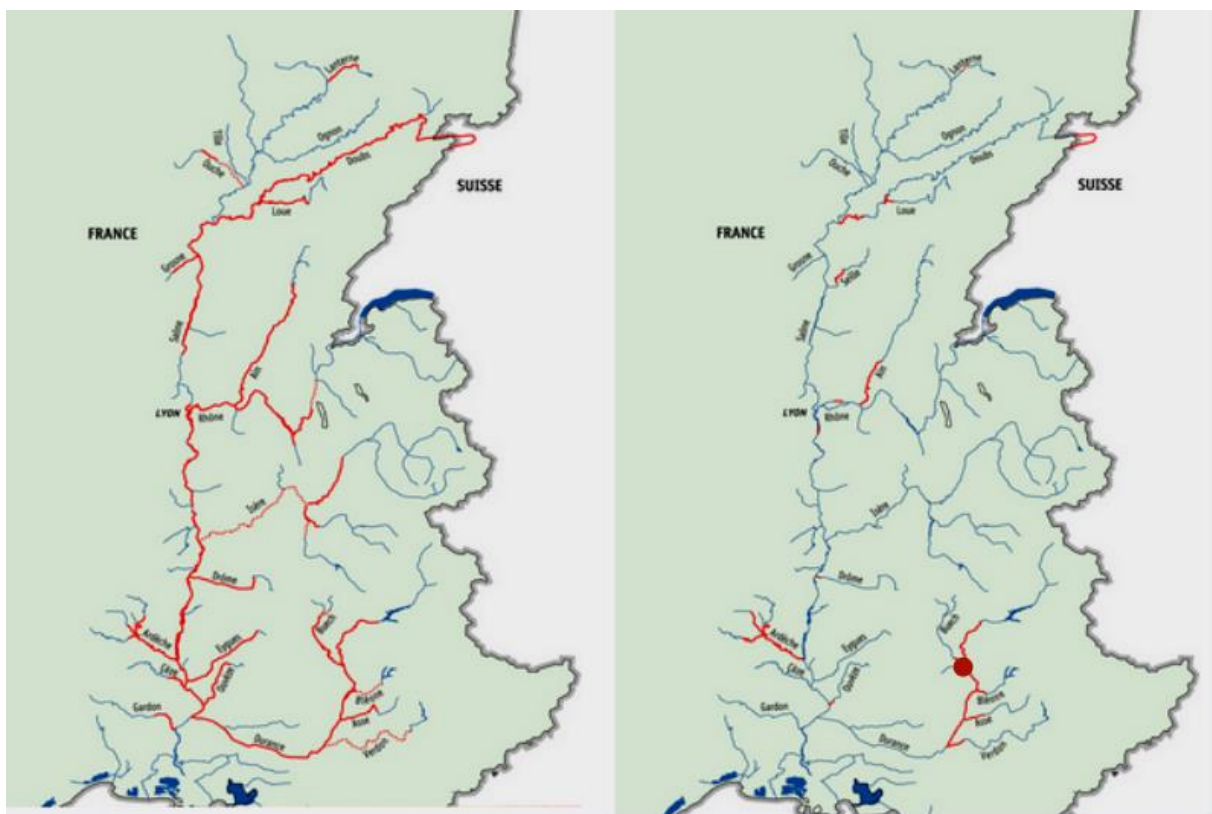 Lanterne
Tille
Ognon
Ouche
Doubs
SUISSE
Loue
FRANCE
Grosne
Saône
Ain
LYON
Rhône
Isère
Drôme
Ardèche
Eygues
Buëch
Cèze
Ouvèze
Bléone
Gardon
Asse
Durance
Verdon
Lanterne
Tille
Ognon
Ouche
Doubs
SUISSE
Loue
FRANCE
Grosne
Seille
Saône
Ain
LYON
Rhône
Isère
Drôme
Ardèche
Eygues
Buëch
Cèze
Ouvèze
Bléone
Gardon
Asse
Durance
Verdon